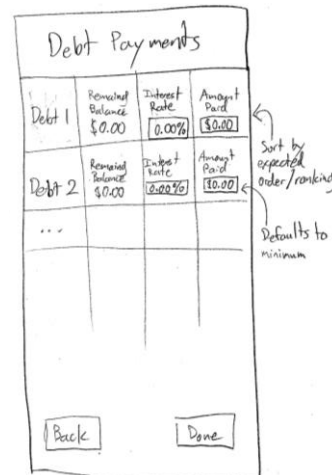 Debt Payments
Debt 1
Remained
Balance
$0.00
Interest
Rate
0.00%
Amount
Paid
$0.00
Debt 2
Remained
Balance
$0.00
Interest
Rate
0.00%
Amount
Paid
$0.00
...
Sort by
expected
order/ranking
Defaults to
minimum
Back
Done